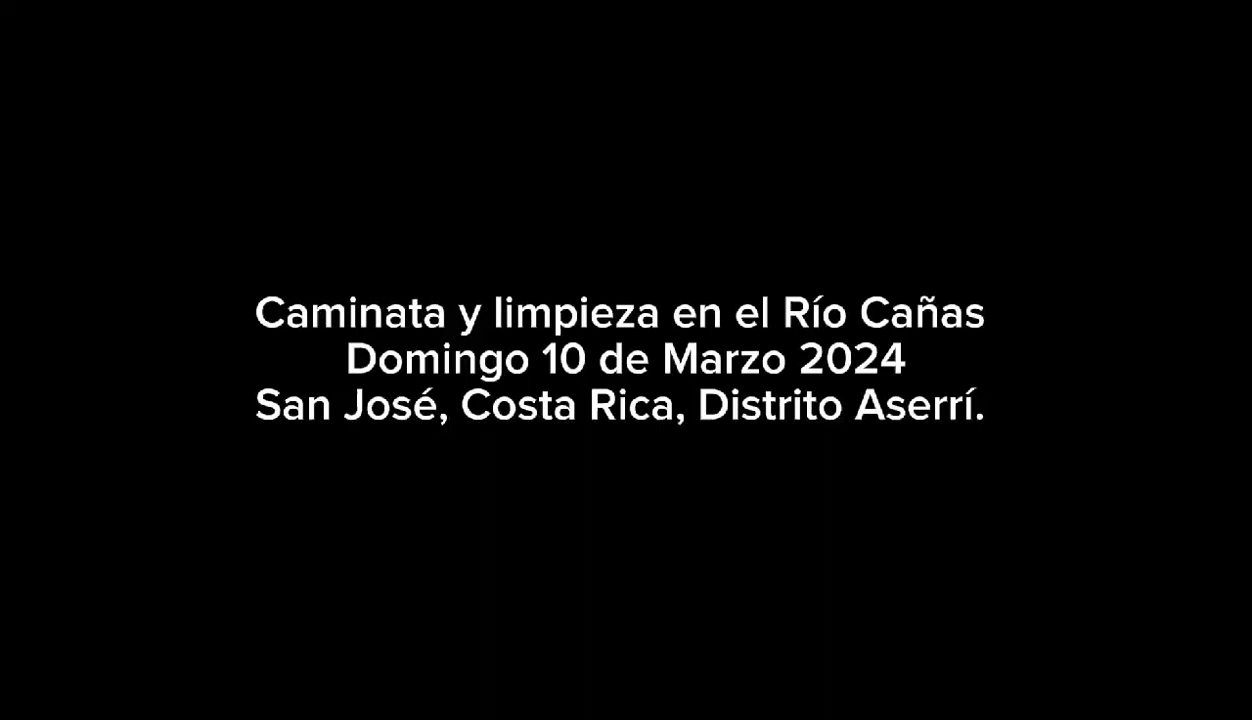 Caminata y limpieza en el Río Cañas
Domingo 10 de Marzo 2024
San José, Costa Rica, Distrito Aserrí.